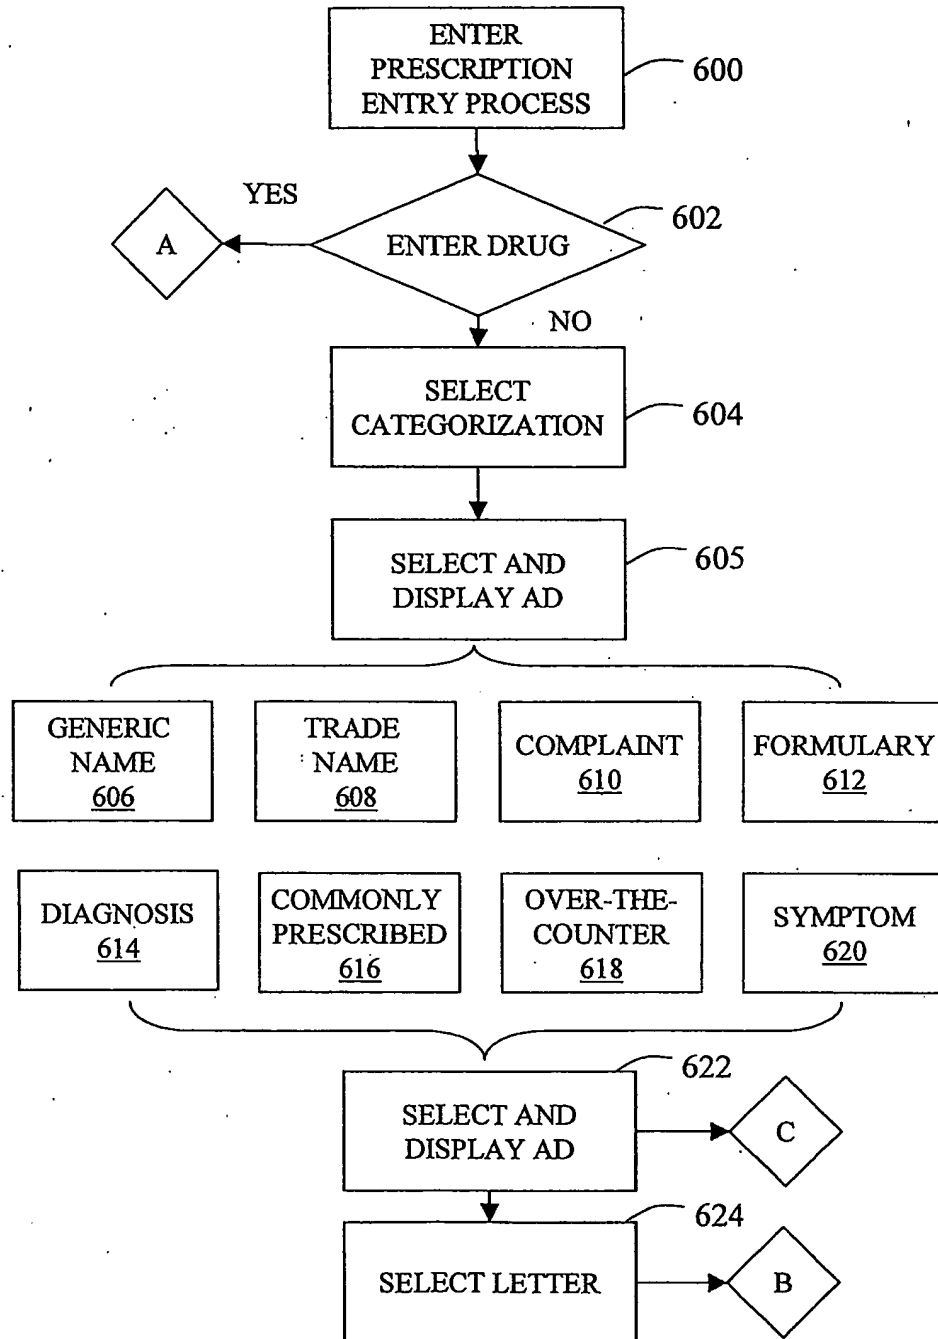 ENTER
PRESCRIPTION
ENTRY PROCESS
600
YES
602
A
ENTER DRUG
NO
SELECT
CATEGORIZATION
604
SELECT AND
DISPLAY AD
605
GENERIC
NAME
606
TRADE
NAME
608
COMPLAINT
610
FORMULARY
612
DIAGNOSIS
614
COMMONLY
PRESCRIBED
616
OVER-THE-
COUNTER
618
SYMPTOM
620
622
SELECT AND
DISPLAY AD
C
624
SELECT LETTER
B